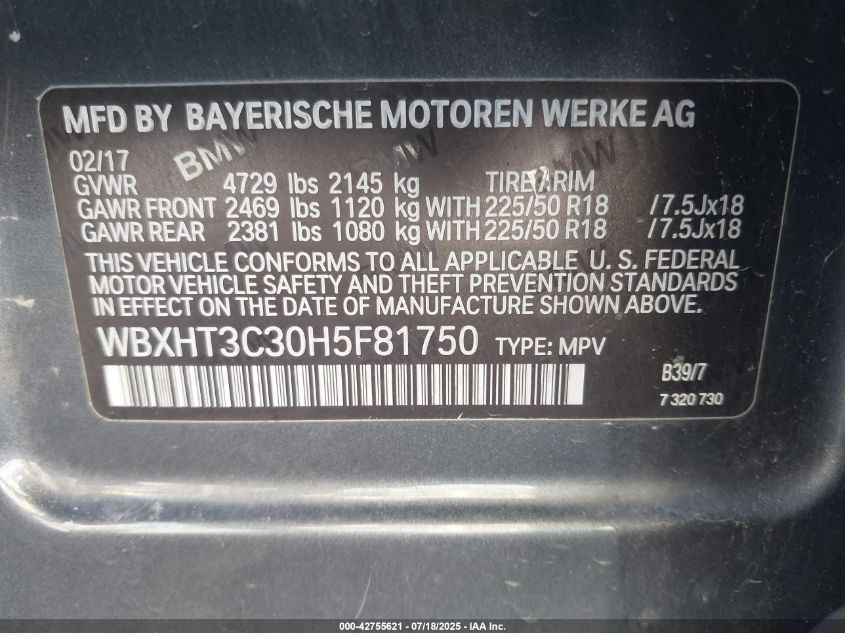 MFD BY BAYERISCHE MOTOREN WERKE AG
02/17
GVWR 4729 lbs 2145 kg TIRE/RIM
GAWR FRONT 2469 lbs 1120 kg WITH 225/50 R18 /7.5Jx18
GAWR REAR 2381 lbs 1080 kg WITH 225/50 R18 /7.5Jx18
THIS VEHICLE CONFORMS TO ALL APPLICABLE U. S. FEDERAL
MOTOR VEHICLE SAFETY AND THEFT PREVENTION STANDARDS
IN EFFECT ON THE DATE OF MANUFACTURE SHOWN ABOVE.
WBXHT3C30H5F81750 TYPE: MPV
B39/7
7 320 730
BMW
BMW
000-42755621 / 07/18/2025 - IAA Inc.